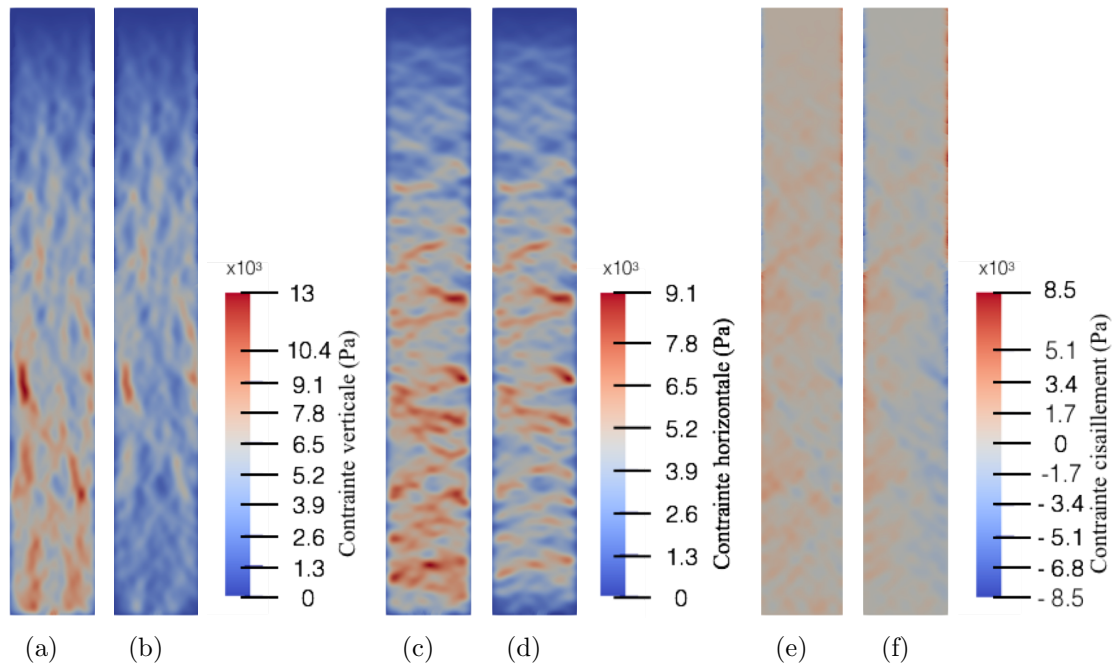 x10³
13
10.4
9.1
7.8
6.5
5.2
3.9
2.6
1.3
0
Contrainte verticale (Pa)
x10³
9.1
7.8
6.5
5.2
3.9
2.6
1.3
0
Contrainte horizontale (Pa)
x10³
8.5
5.1
3.4
1.7
0
-1.7
- 3.4
-5.1
- 6.8
- 8.5
Contrainte cisaillement (Pa)
(a)
(b)
(c)
(d)
(e)
(f)